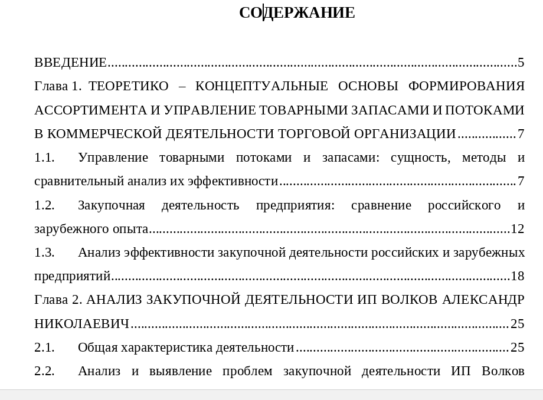 СОДЕРЖАНИЕ
ВВЕДЕНИЕ....................................................................................................................5
Глава 1. ТЕОРЕТИКО – КОНЦЕПТУАЛЬНЫЕ ОСНОВЫ ФОРМИРОВАНИЯ
АССОРТИМЕНТА И УПРАВЛЕНИЕ ТОВАРНЫМИ ЗАПАСАМИ И ПОТОКАМИ
В КОММЕРЧЕСКОЙ ДЕЯТЕЛЬНОСТИ ТОРГОВОЙ ОРГАНИЗАЦИИ.................7
1.1. Управление товарными потоками и запасами: сущность, методы и
сравнительный анализ их эффективности....................................................................7
1.2. Закупочная деятельность предприятия: сравнение российского и
зарубежного опыта......................................................................................................12
1.3. Анализ эффективности закупочной деятельности российских и зарубежных
предприятий.................................................................................................................18
Глава 2. АНАЛИЗ ЗАКУПОЧНОЙ ДЕЯТЕЛЬНОСТИ ИП ВОЛКОВ АЛЕКСАНДР
НИКОЛАЕВИЧ............................................................................................................25
2.1. Общая характеристика деятельности.............................................................25
2.2. Анализ и выявление проблем закупочной деятельности ИП Волков